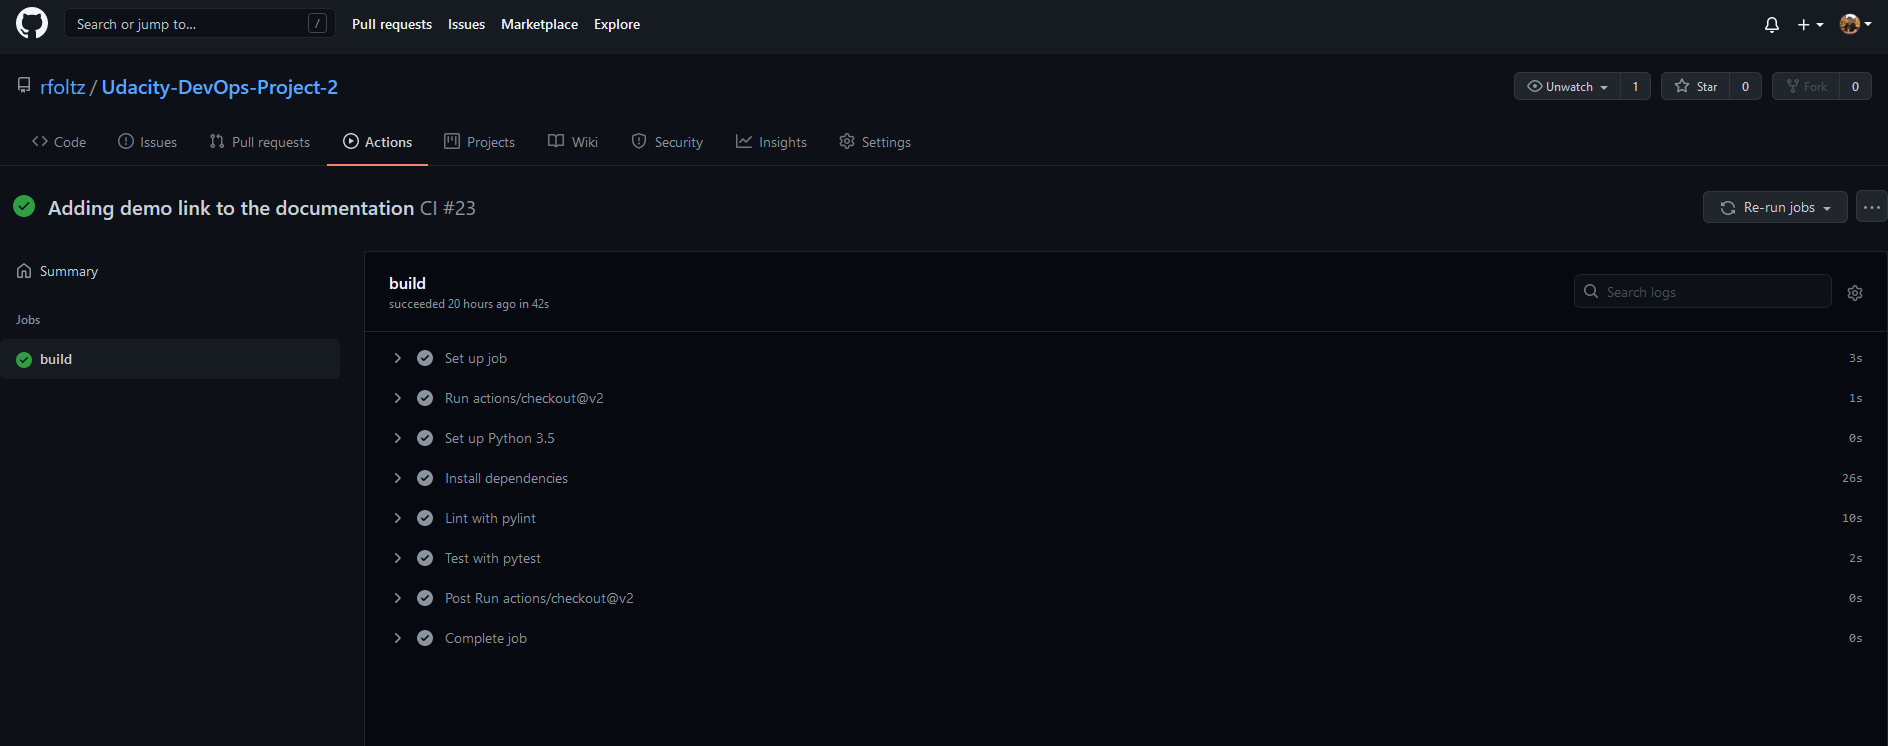 Search or jump to... /
Pull requests Issues Marketplace Explore
rfoltz / Udacity-DevOps-Project-2
Unwatch 1 Star 0 Fork 0
Code Issues Pull requests Actions Projects Wiki Security Insights Settings
Adding demo link to the documentation CI #23
Re-run jobs ...
Summary
Jobs
build
build
succeeded 20 hours ago in 42s
Search logs
Set up job 3s
Run actions/checkout@v2 1s
Set up Python 3.5 0s
Install dependencies 26s
Lint with pylint 10s
Test with pytest 2s
Post Run actions/checkout@v2 0s
Complete job 0s